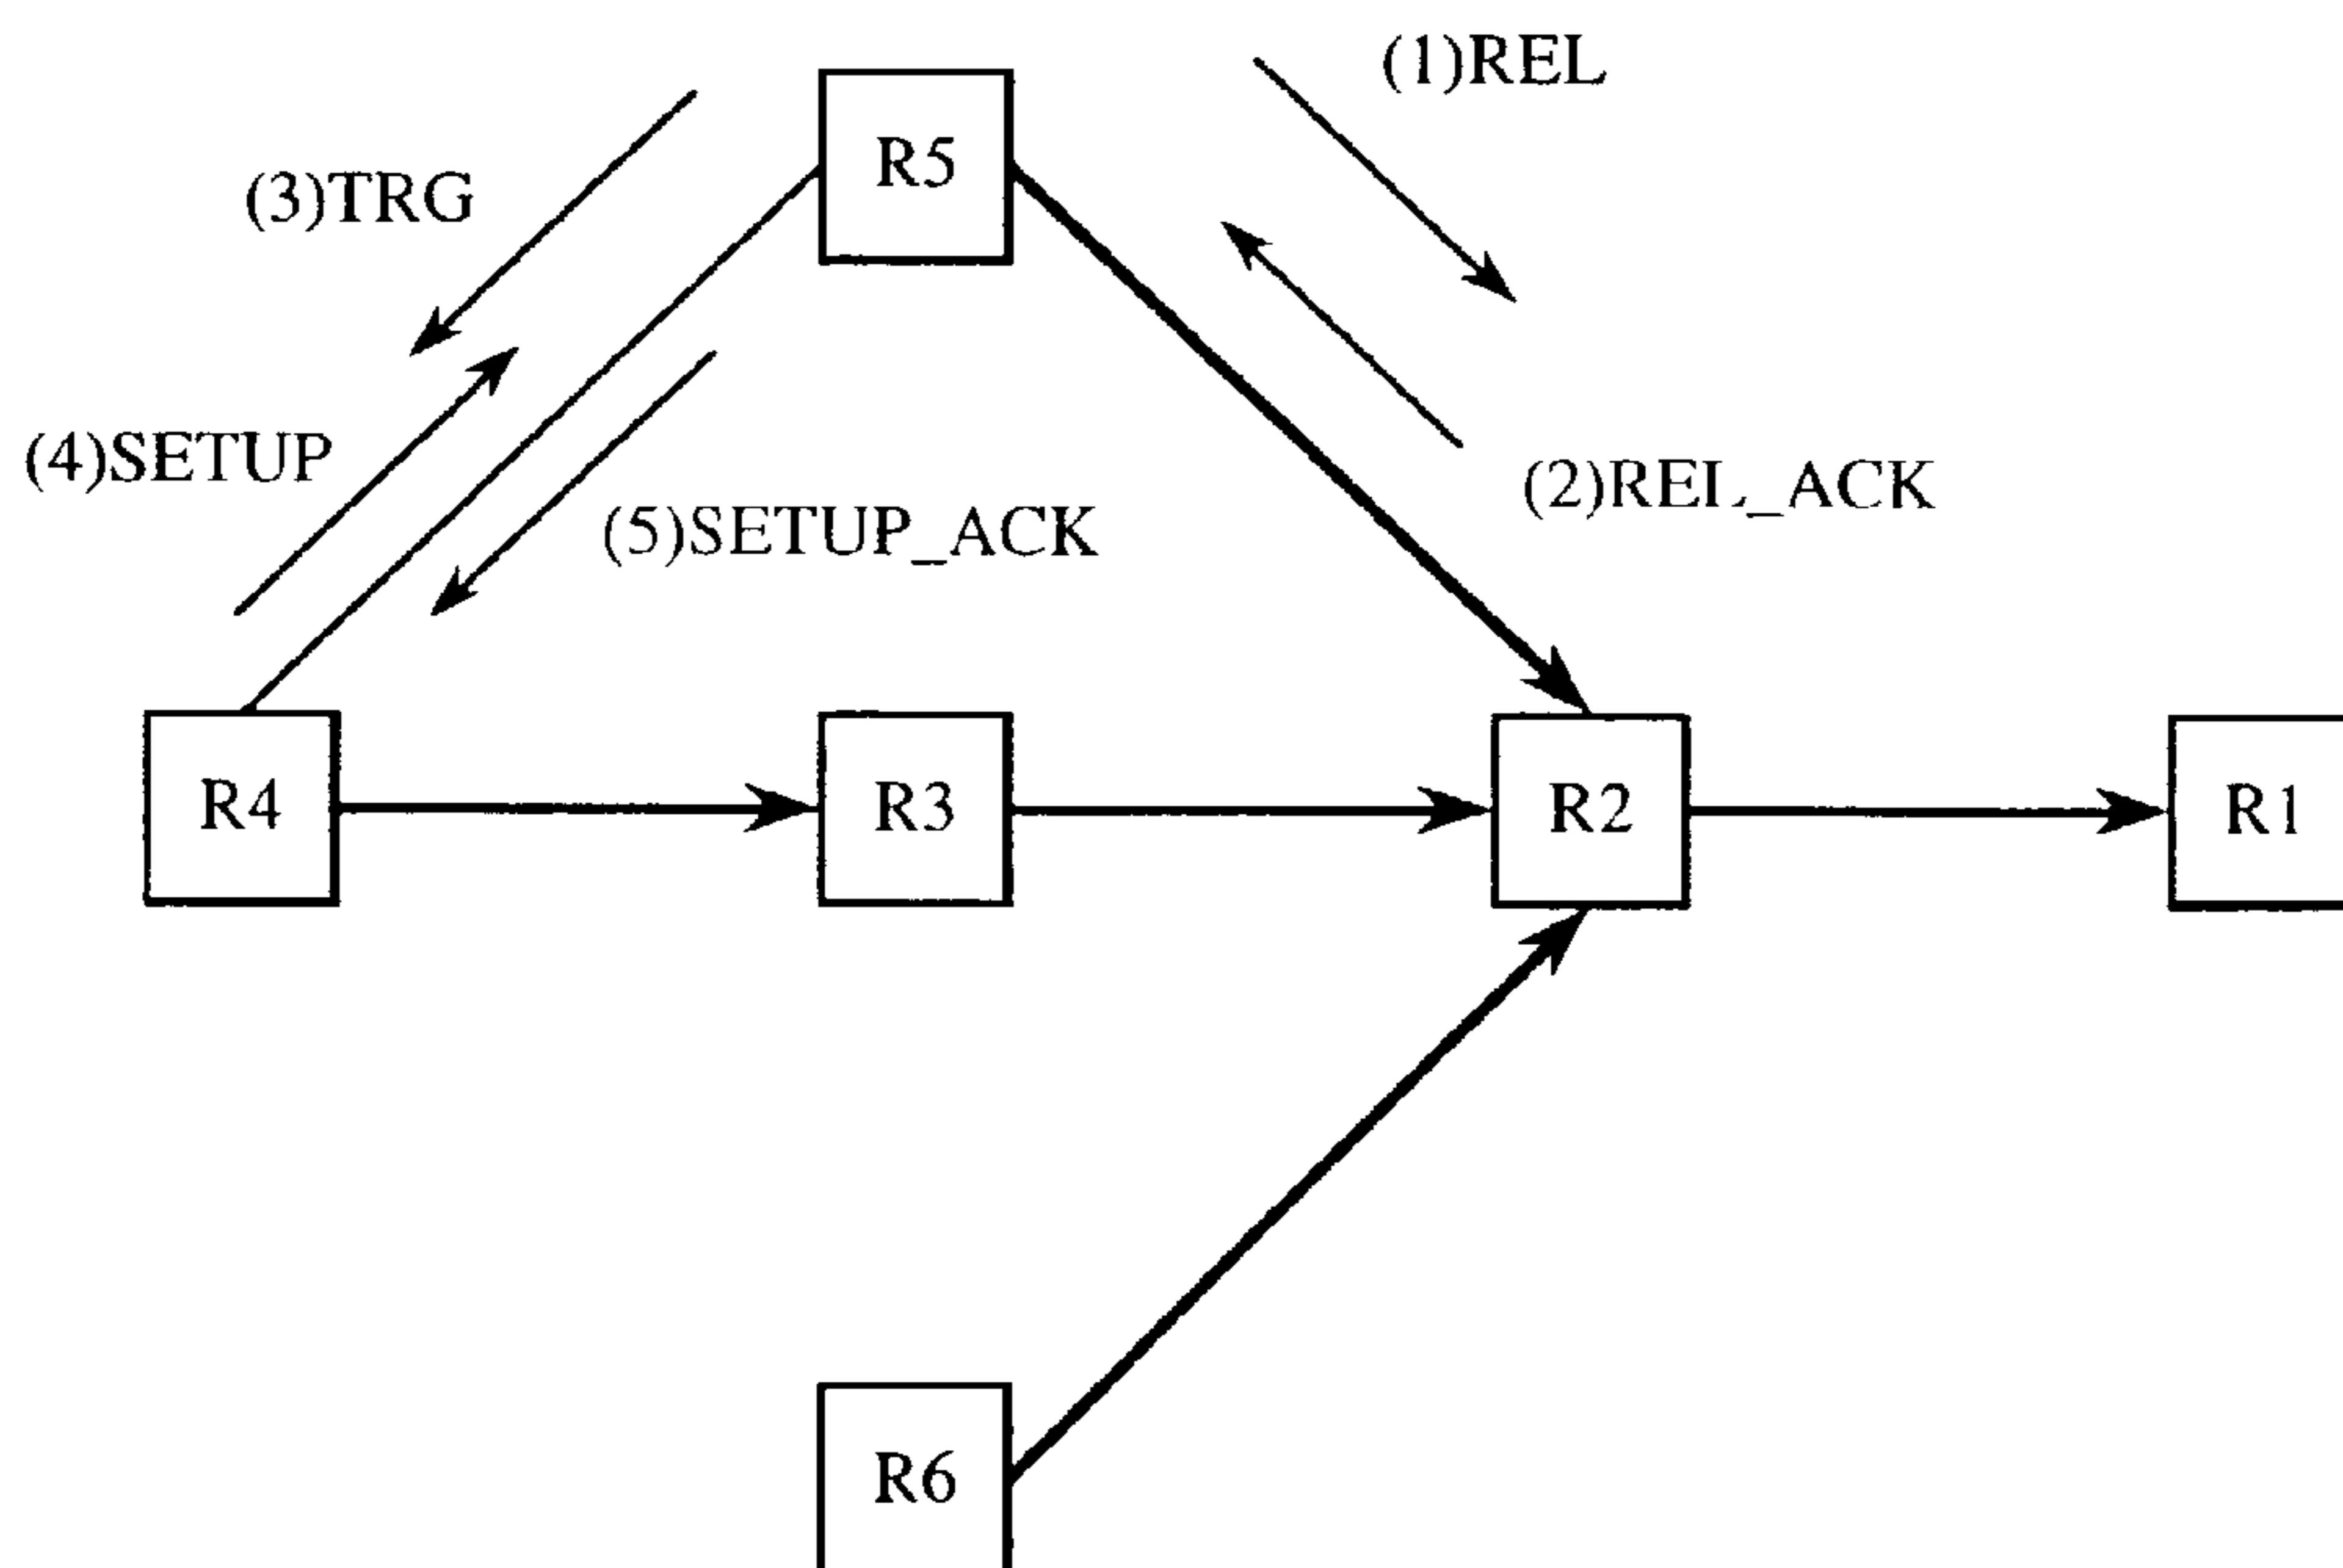 (1)REL
R5
(3)TRG
(4)SETUP
(2)REL_ACK
(5)SETUP_ACK
R4
R3
R2
R1
R6